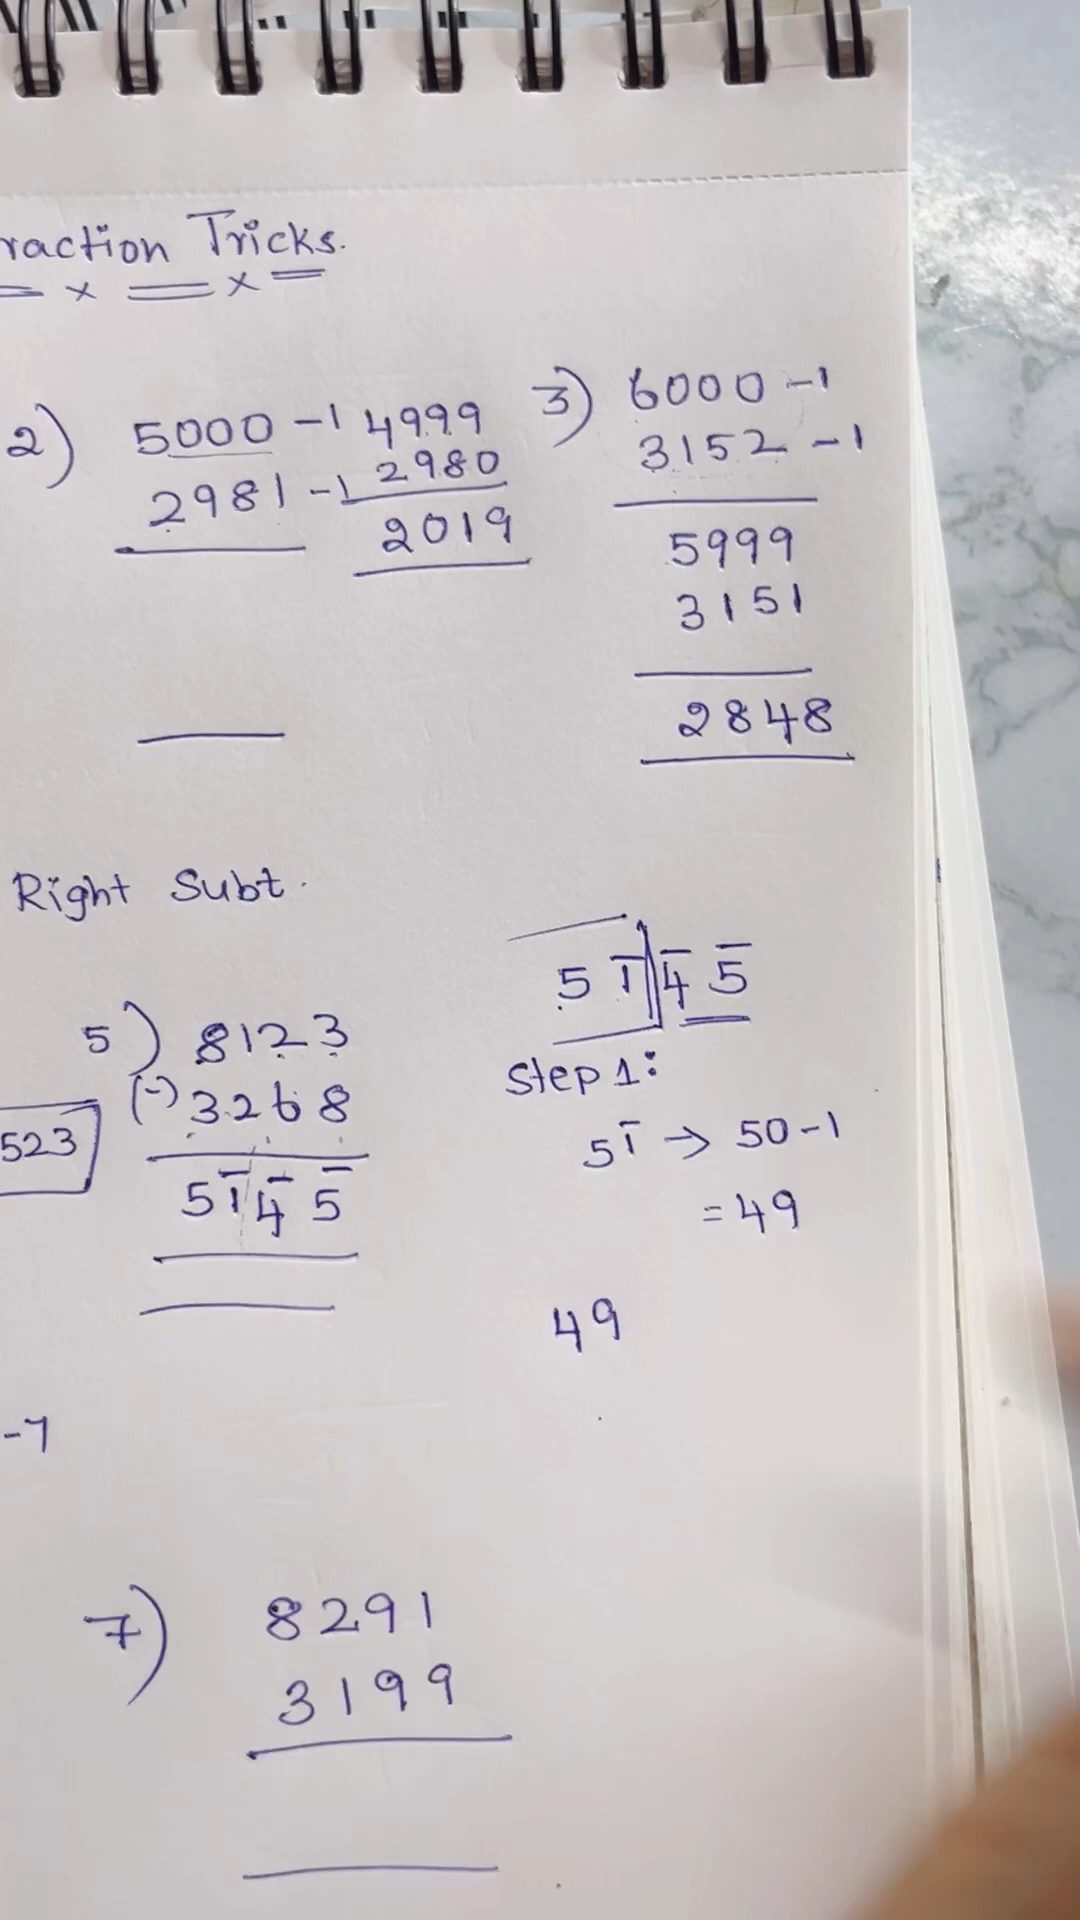 raction Tricks.
= x = x =
2) 5000 -1 4999
2981 -1 2980
2019
3) 6000 -1
3152 -1
5999
3151
2848
Right Subt.
5) 8123
(-) 3268
51̅4̅5̅
523
51̅|4̅5̅
Step 1:
51̅ → 50-1
= 49
49
-7
7) 8291
3199